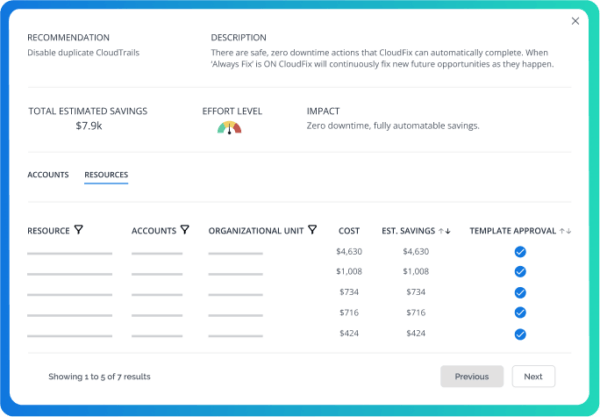 RECOMMENDATION
Disable duplicate CloudTrails
DESCRIPTION
There are safe, zero downtime actions that CloudFix can automatically complete. When
'Always Fix' is ON CloudFix will continuously fix new future opportunities as they happen.
TOTAL ESTIMATED SAVINGS
$7.9k
EFFORT LEVEL
IMPACT
Zero downtime, fully automatable savings.
ACCOUNTS RESOURCES
RESOURCE ACCOUNTS ORGANIZATIONAL UNIT COST EST. SAVINGS TEMPLATE APPROVAL
$4,630 $4,630
$1,008 $1,008
$734 $734
$716 $716
$424 $424
Showing 1 to 5 of 7 results Previous Next